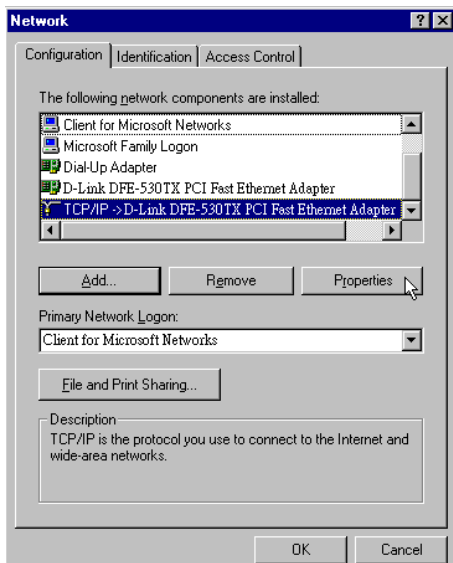 Network
Configuration Identification Access Control
The following network components are installed:
Client for Microsoft Networks
Microsoft Family Logon
Dial-Up Adapter
D-Link DFE-530TX PCI Fast Ethernet Adapter
TCP/IP ->D-Link DFE-530TX PCI Fast Ethernet Adapter
Add... Remove Properties
Primary Network Logon:
Client for Microsoft Networks
File and Print Sharing...
Description
TCP/IP is the protocol you use to connect to the Internet and
wide-area networks.
OK Cancel